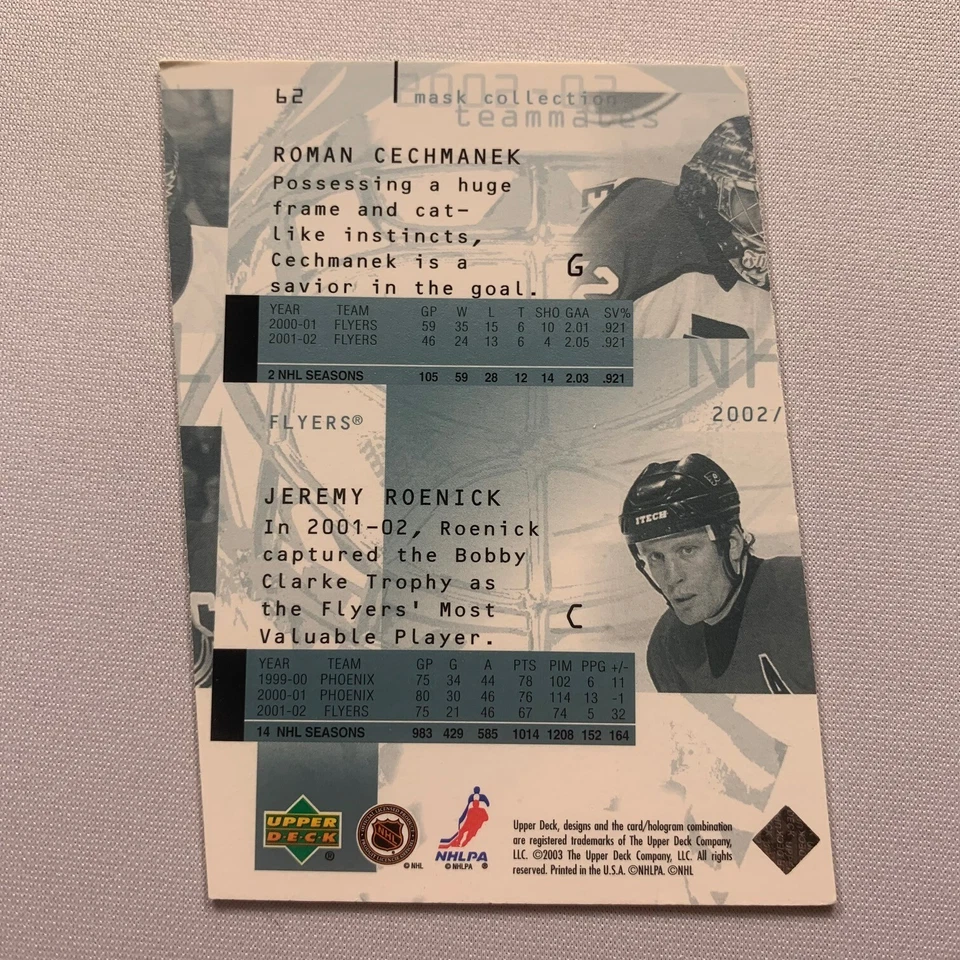 62
2002-03
mask collection
teammates
ROMAN CECHMANEK
Possessing a huge
frame and cat-
like instincts,
Cechmanek is a
savior in the goal.
G
YEAR TEAM GP W L T SHO GAA SV%
2000-01 FLYERS 59 35 15 6 10 2.01 .921
2001-02 FLYERS 46 24 13 6 4 2.05 .921
2 NHL SEASONS 105 59 28 12 14 2.03 .921
FLYERS®
2002/
JEREMY ROENICK
In 2001-02, Roenick
captured the Bobby
Clarke Trophy as
the Flyers' Most
Valuable Player.
C
ITECH
YEAR TEAM GP G A PTS PIM PPG +/-
1999-00 PHOENIX 75 34 44 78 102 6 11
2000-01 PHOENIX 80 30 46 76 114 13 -1
2001-02 FLYERS 75 21 46 67 74 5 32
14 NHL SEASONS 983 429 585 1014 1208 152 164
UPPER
DECK
®
NHL
© NHL
NHLPA
© NHLPA ®
Upper Deck, designs and the card/hologram combination
are registered trademarks of The Upper Deck Company,
LLC. ©2003 The Upper Deck Company, LLC. All rights
reserved. Printed in the U.S.A. ©NHLPA. ©NHL